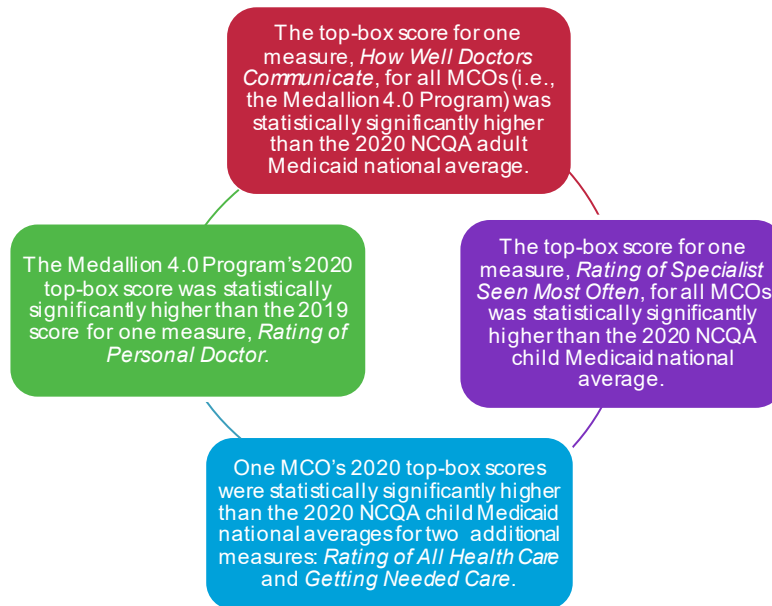 The top-box score for one
measure, How Well Doctors
Communicate, for all MCOs (i.e.,
the Medallion 4.0 Program) was
statistically significantly higher
than the 2020 NCQA adult
Medicaid national average.
The top-box score for one
measure, Rating of Specialist
Seen Most Often, for all MCOs
was statistically significantly
higher than the 2020 NCQA
child Medicaid national
average.
One MCO's 2020 top-box scores
were statistically significantly higher
than the 2020 NCQA child Medicaid
national averages for two additional
measures: Rating of All Health Care
and Getting Needed Care.
The Medallion 4.0 Program's 2020
top-box score was statistically
significantly higher than the 2019
score for one measure, Rating of
Personal Doctor.